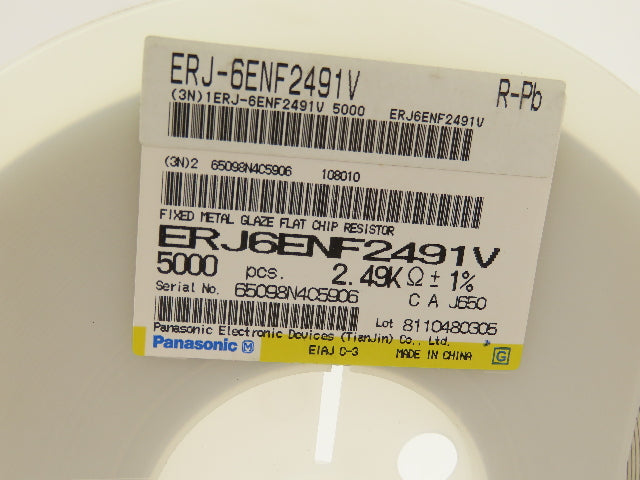 ERJ-6ENF2491V
R-Pb
(3N)1ERJ-6ENF2491V 5000 ERJ6ENF2491V
(3N)2 65098N4C5906 108010
FIXED METAL GLAZE FLAT CHIP RESISTOR
ERJ6ENF2491V
5000 pcs. 2.49K Ω ± 1%
Serial No. 65098N4C5906 C A J650
Lot 8110480305
Panasonic Electronic Devices (TianJin) Co., Ltd.
Panasonic M EIAJ C-3 MADE IN CHINA G